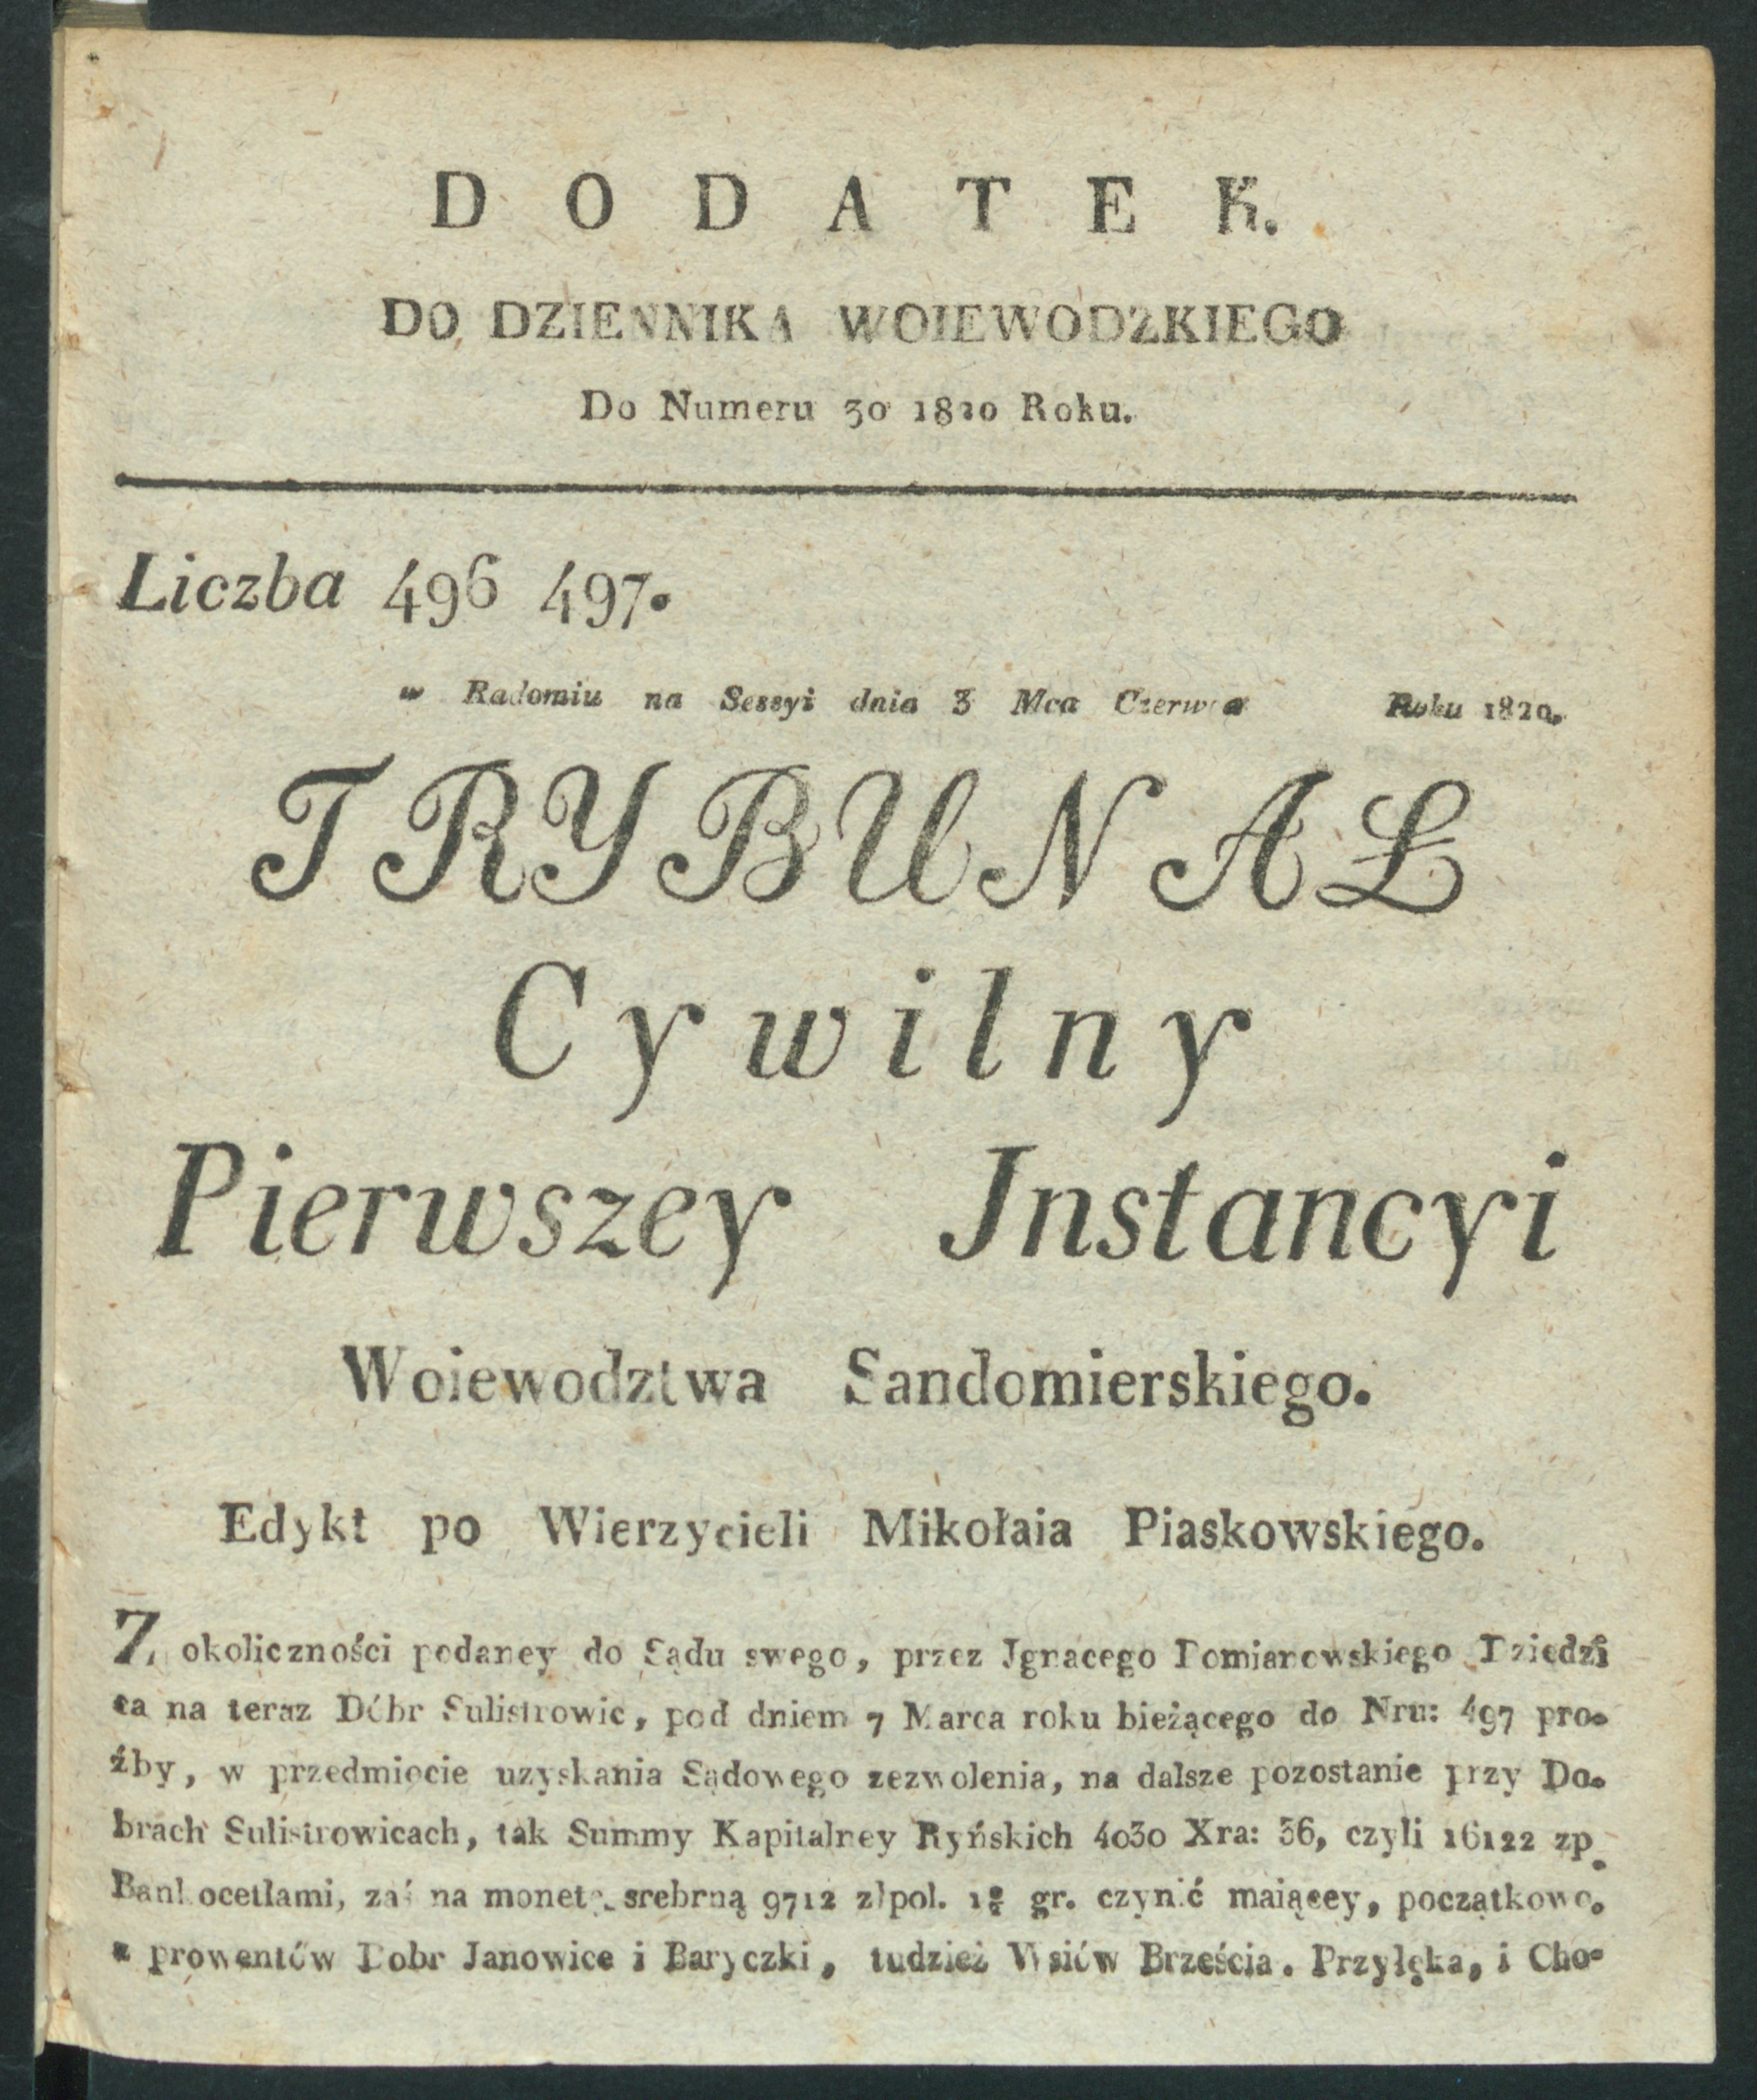 DODATEK.
DO DZIENNIKA WOIEWODZKIEGO
Do Numeru 30 1820 Roku.
Liczba 496 497.
w Radomiu na Sessyi dnia 3 Mca Czerwca Roku 1820.
TRYBUNAŁ
Cywilny
Pierwszey Jnstancyi
Woiewodztwa Sandomierskiego.
Edykt po Wierzycieli Mikołaia Piaskowskiego.
Z okoliczności podaney do Sądu swego, przez Jgnacego Domianowskiego Dziedzi
ca na teraz Dóbr Sulistrowic, pod dniem 7 Marca roku bieżącego do Nru: 497 pro-
źby, w przedmiocie uzyskania Sądowego zezwolenia, na dalsze pozostanie przy Do-
brach Sulistrowicach, tak Summy Kapitalney Ryńskich 4030 Xra: 36, czyli 16122 zp.
Bankocetlami, zaś na monetę srebrną 9712 złpol. gr. czynić maiącey, początkowo.
z prowentów Dobr Janowice i Baryczki, tudzież Wsiów Brześcia. Przyłęka, i Cho-